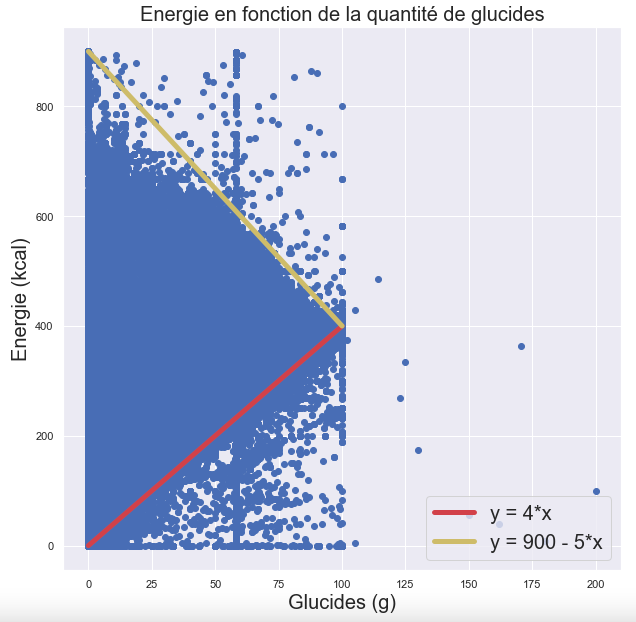 Energie en fonction de la quantité de glucides
Energie (kcal)
800
600
400
200
0
0 25 50 75 100 125 150 175 200
Glucides (g)
y = 4*x
y = 900 - 5*x